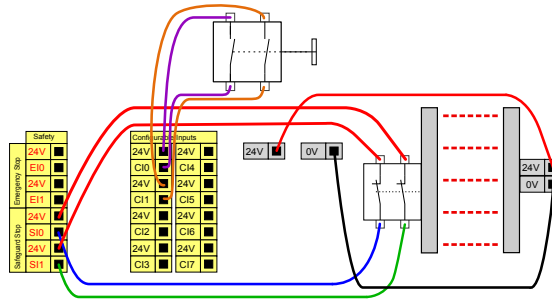 Safety
Emergency Stop
24V
EI0
24V
EI1
Safeguard Stop
24V
SI0
24V
SI1
Configurable Inputs
24V 24V
CI0 CI4
24V 24V
CI1 CI5
24V 24V
CI2 CI6
24V 24V
CI3 CI7
24V
0V
24V
0V